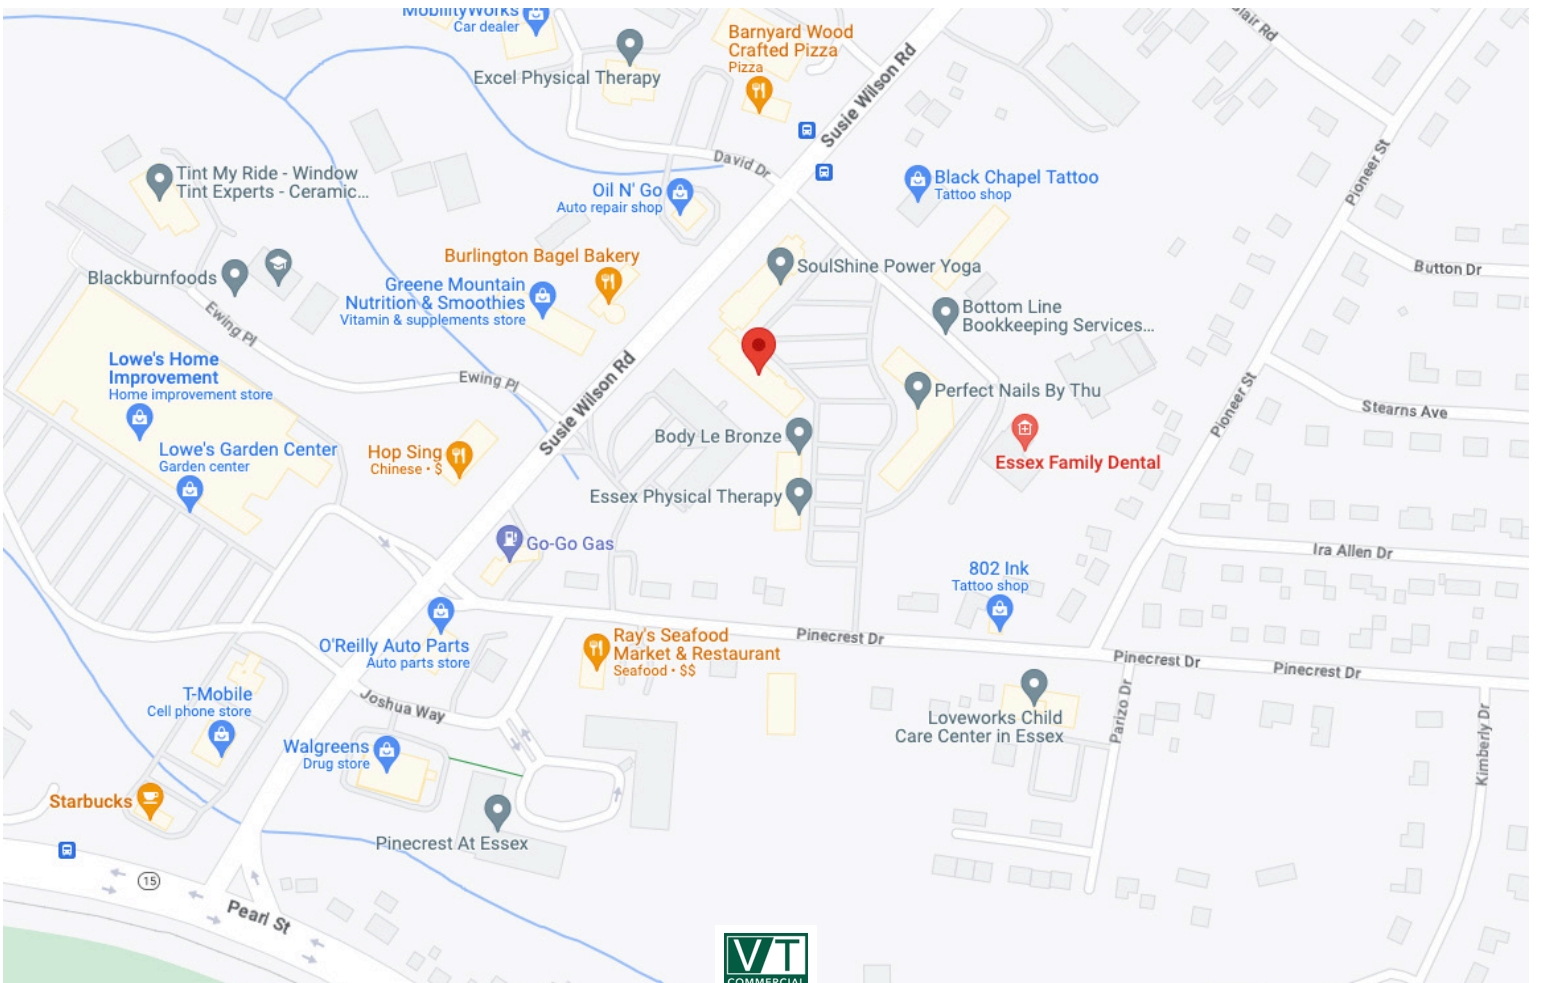 MobilityWorks
Car dealer
Barnyard Wood
Crafted Pizza
Pizza
Blair Rd
Excel Physical Therapy
Susie Wilson Rd
David Dr
Pioneer St
Tint My Ride - Window
Tint Experts - Ceramic...
Oil N' Go
Auto repair shop
Black Chapel Tattoo
Tattoo shop
Burlington Bagel Bakery
SoulShine Power Yoga
Button Dr
Blackburnfoods
Greene Mountain
Nutrition & Smoothies
Vitamin & supplements store
Bottom Line
Bookkeeping Services...
Ewing Pl
Lowe's Home
Improvement
Home improvement store
Ewing Pl
Susie Wilson Rd
Perfect Nails By Thu
Pioneer St
Stearns Ave
Lowe's Garden Center
Garden center
Hop Sing
Chinese • $
Body Le Bronze
Essex Family Dental
Essex Physical Therapy
Go-Go Gas
Ira Allen Dr
802 Ink
Tattoo shop
O'Reilly Auto Parts
Auto parts store
Ray's Seafood
Market & Restaurant
Seafood • $$
Pinecrest Dr
Pinecrest Dr
Pinecrest Dr
T-Mobile
Cell phone store
Joshua Way
Parizo Dr
Kimberly Dr
Loveworks Child
Care Center in Essex
Walgreens
Drug store
Starbucks
Pinecrest At Essex
15
Pearl St
VT
COMMERCIAL